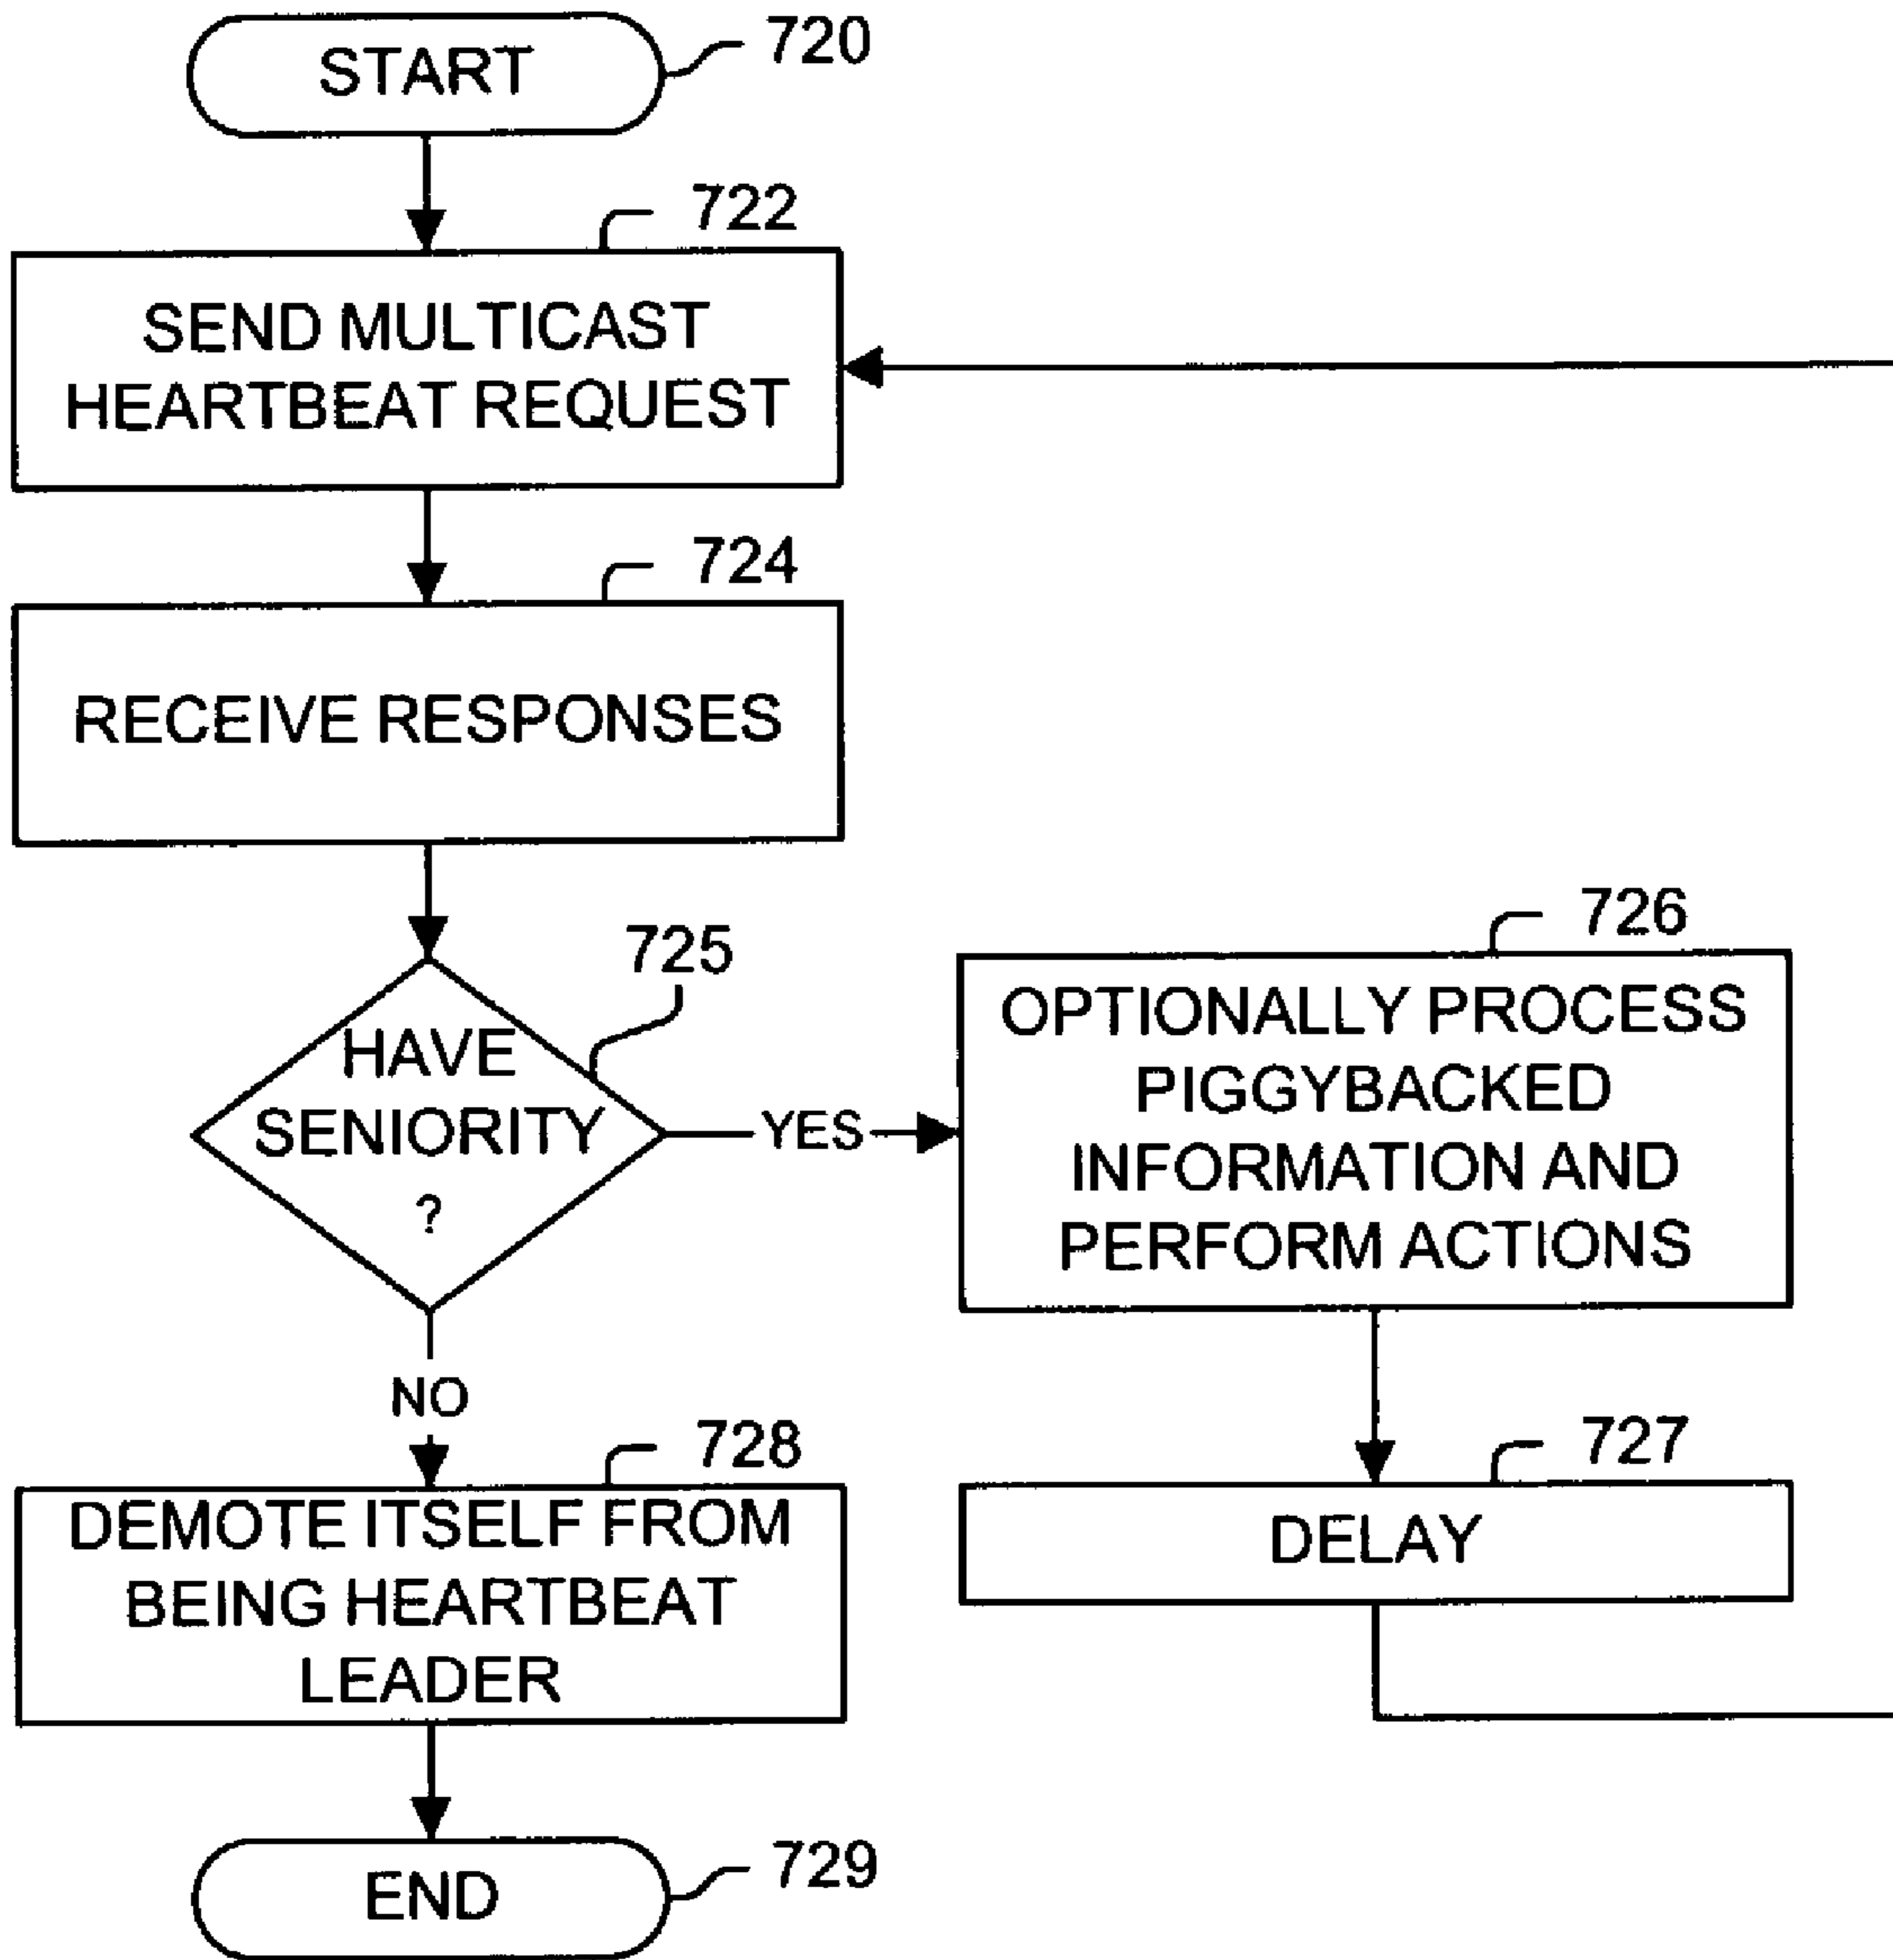 START
720
722
SEND MULTICAST
HEARTBEAT REQUEST
724
RECEIVE RESPONSES
725
HAVE
SENIORITY
?
YES
726
OPTIONALLY PROCESS
PIGGYBACKED
INFORMATION AND
PERFORM ACTIONS
NO
727
DELAY
728
DEMOTE ITSELF FROM
BEING HEARTBEAT
LEADER
END
729